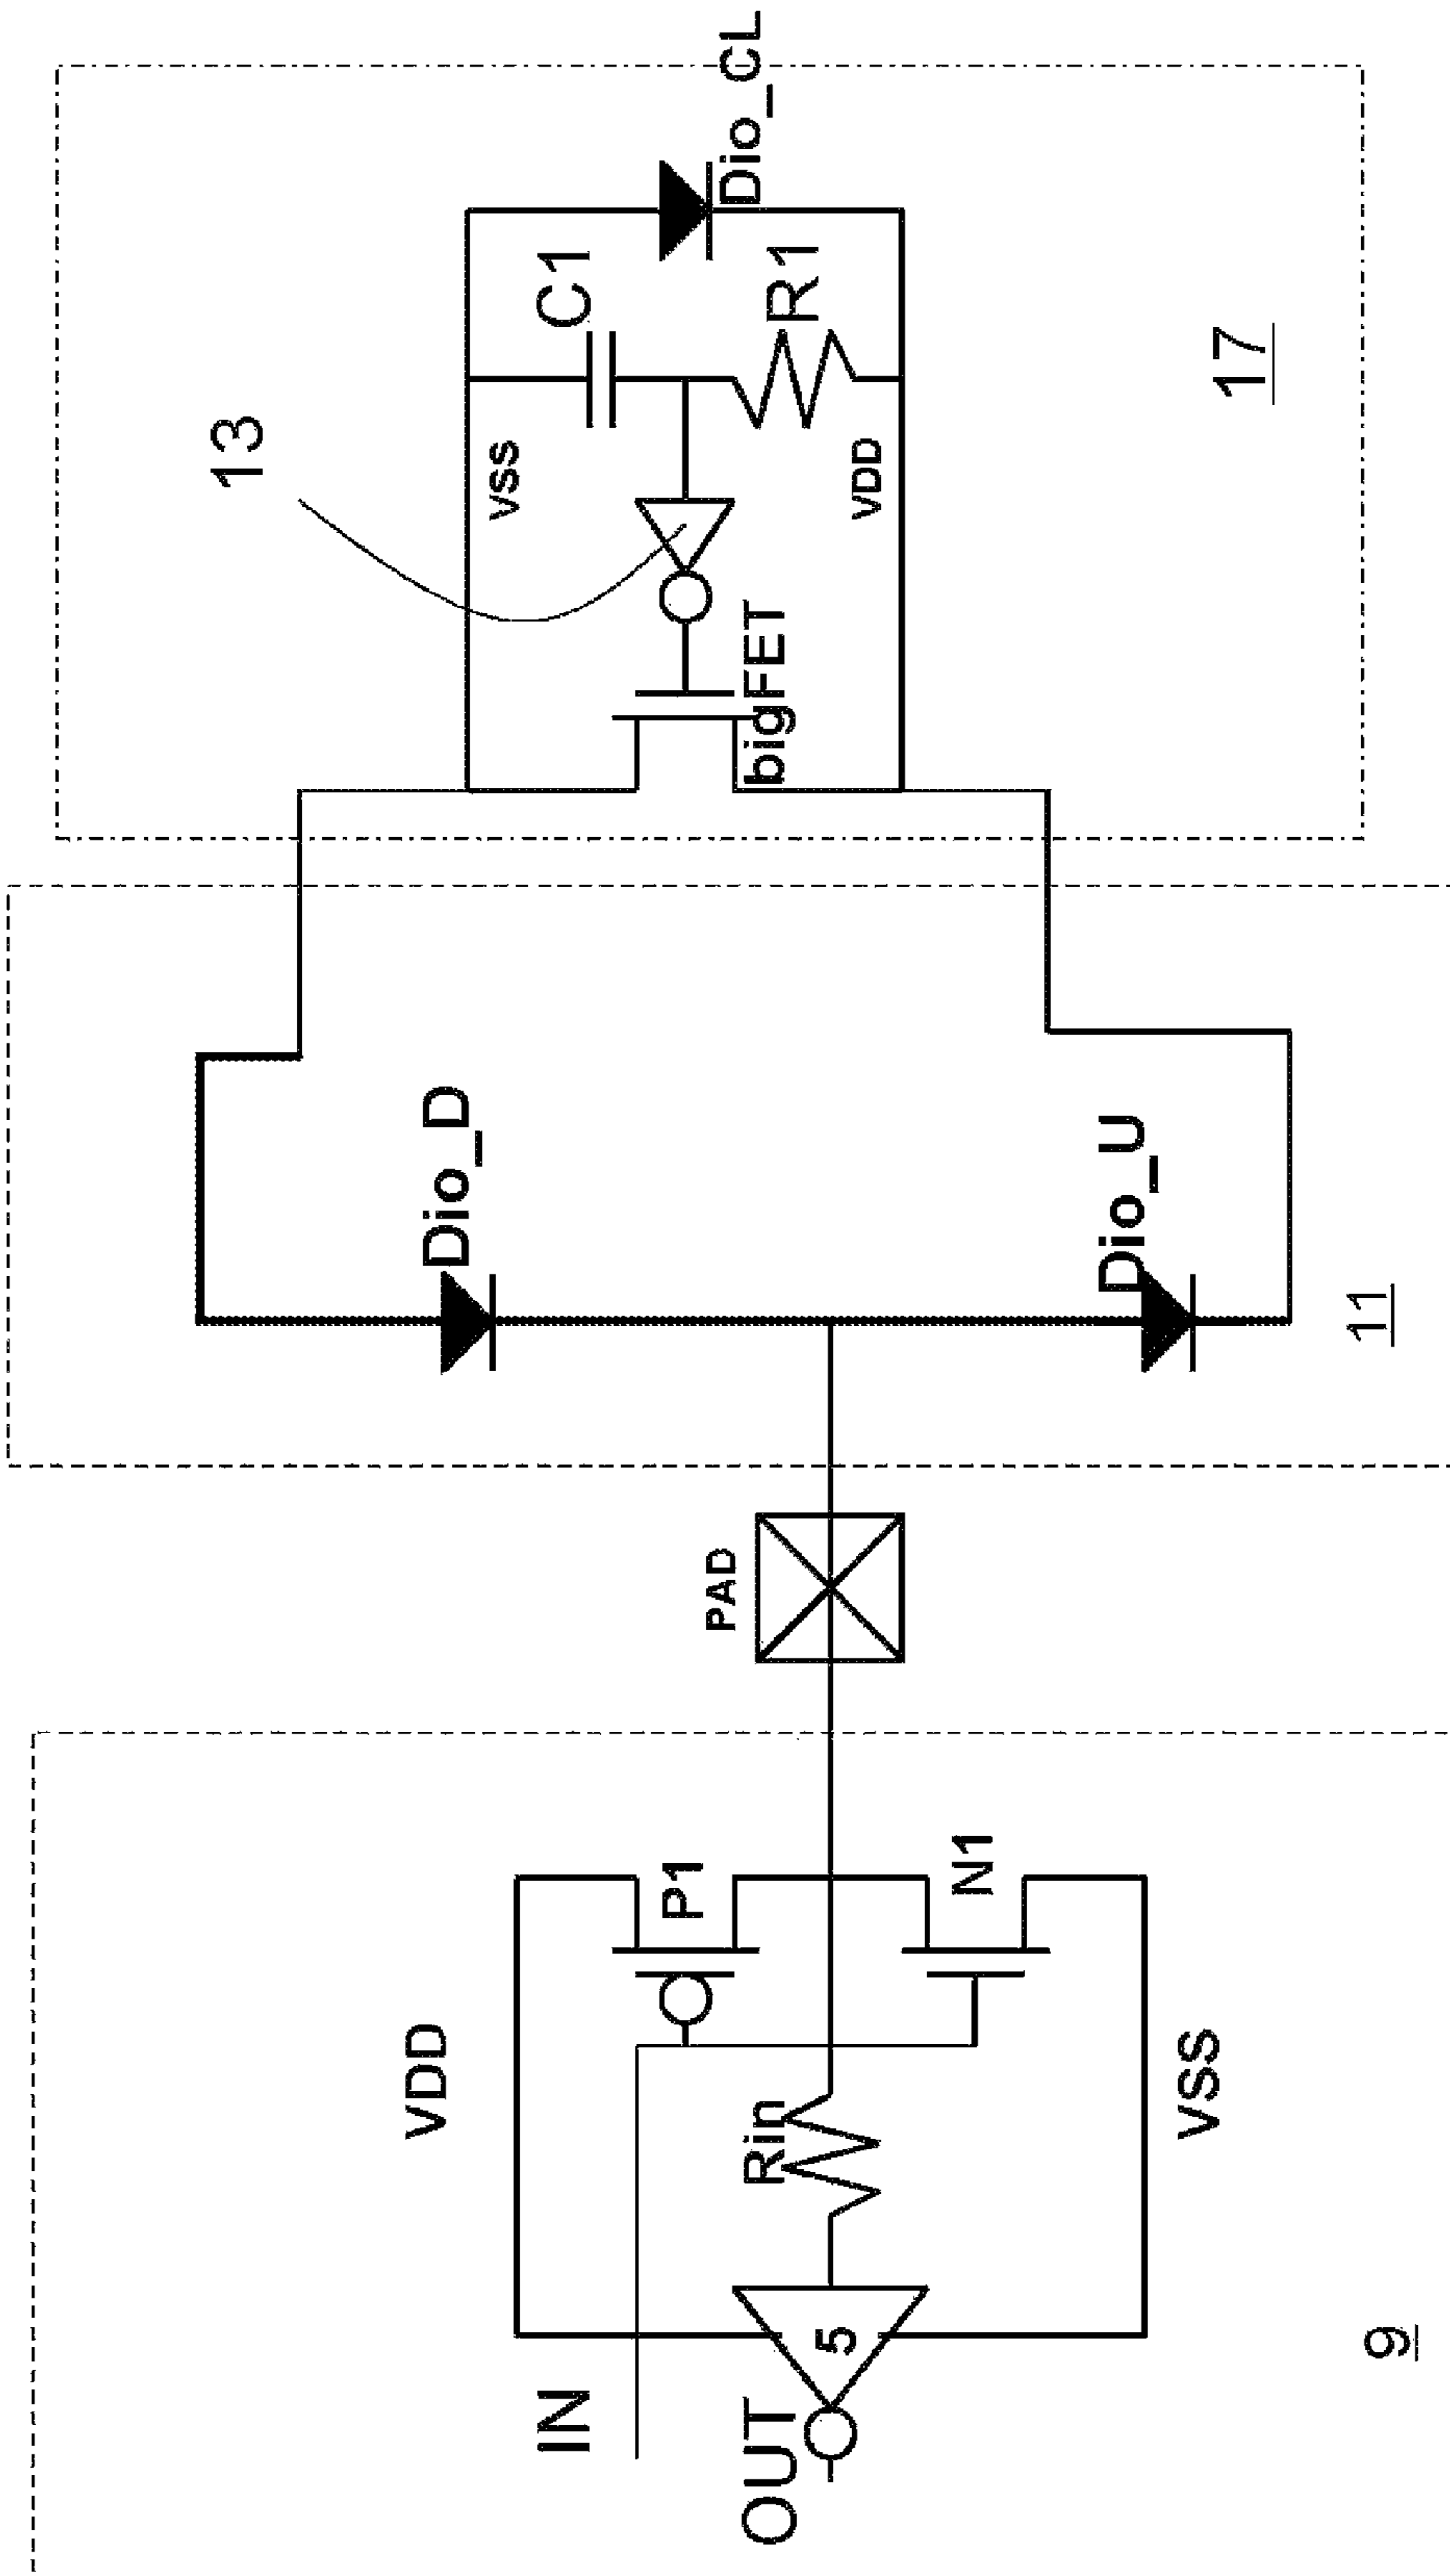 Dio_CL
C1
R1
17
13
VSS
VDD
bigFET
Dio_D
Dio_U
11
PAD
P1
N1
VDD
VSS
Rin
5
9
IN
OUT